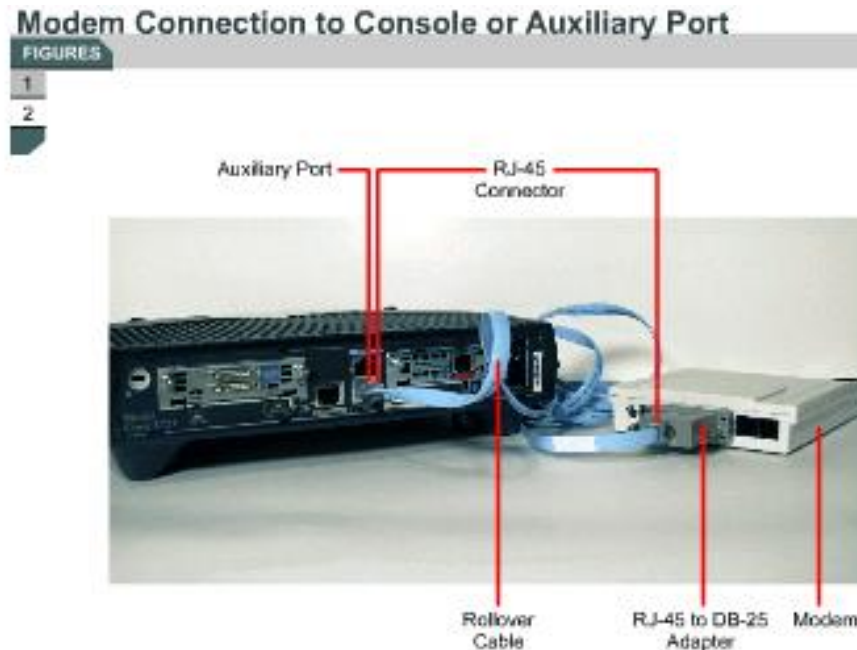 Modem Connection to Console or Auxiliary Port
FIGURES
1
2
Auxiliary Port
RJ-45
Connector
Rollover
Cable
RJ-45 to DB-25
Adapter
Modem